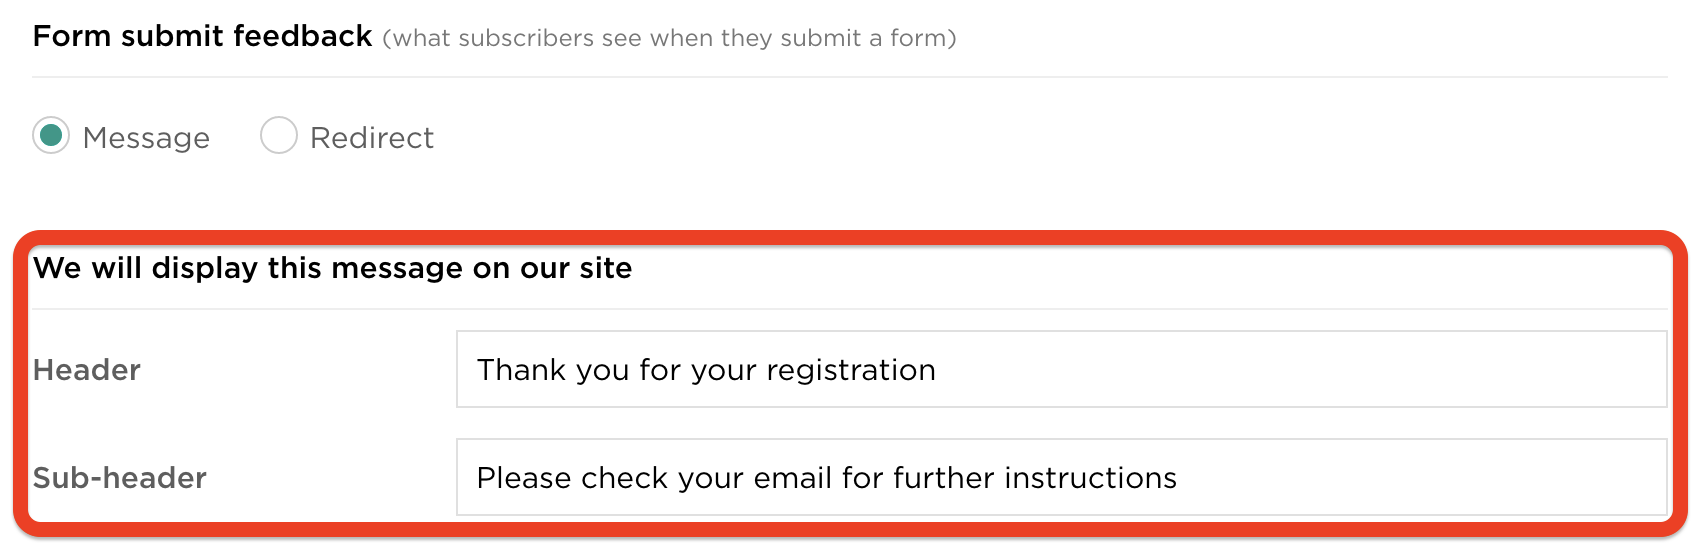 Form submit feedback (what subscribers see when they submit a form)
Message Redirect
We will display this message on our site
Header Thank you for your registration
Sub-header Please check your email for further instructions